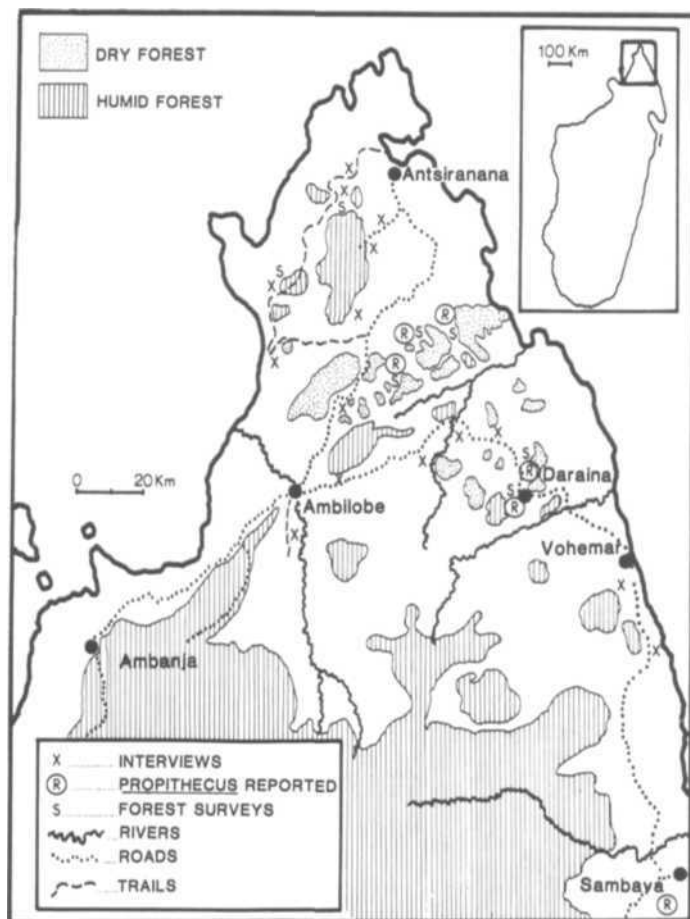 DRY FOREST
HUMID FOREST
100 Km
Antsiranana
X
X
X
S
X
X
S
X
X
R
R
S
S
R
S
X
X
X
X
X
S
R
Daraina
S
R
0 20 Km
Ambilobe
X
Vohemar
X
X
Ambanja
X INTERVIEWS
R PROPITHECUS REPORTED
S FOREST SURVEYS
RIVERS
ROADS
TRAILS
Sambaya
R